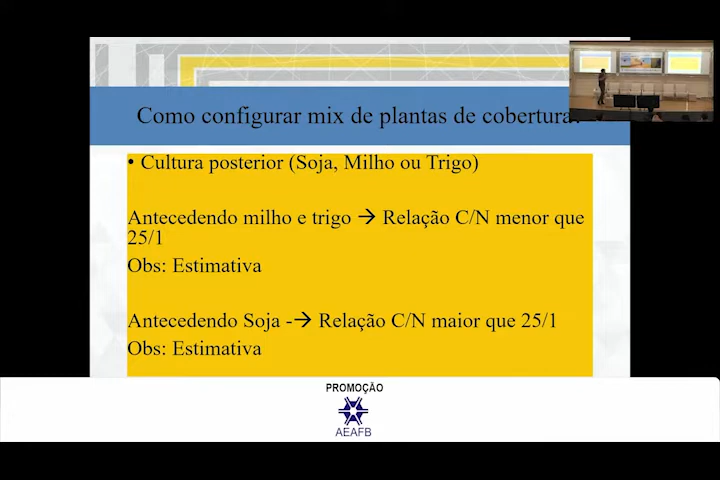 Como configurar mix de plantas de cobertura?
• Cultura posterior (Soja, Milho ou Trigo)
Antecedendo milho e trigo → Relação C/N menor que
25/1
Obs: Estimativa
Antecedendo Soja -→ Relação C/N maior que 25/1
Obs: Estimativa
PROMOÇÃO
AEAFB